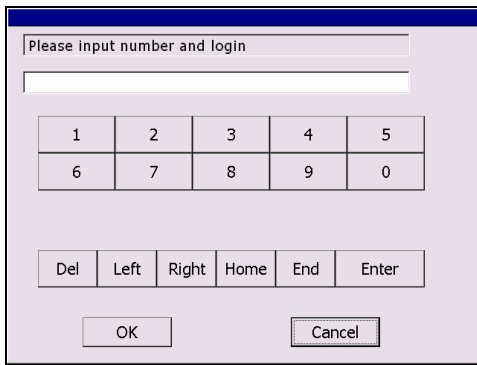 Please input number and login
1 2 3 4 5
6 7 8 9 0
Del Left Right Home End Enter
OK Cancel